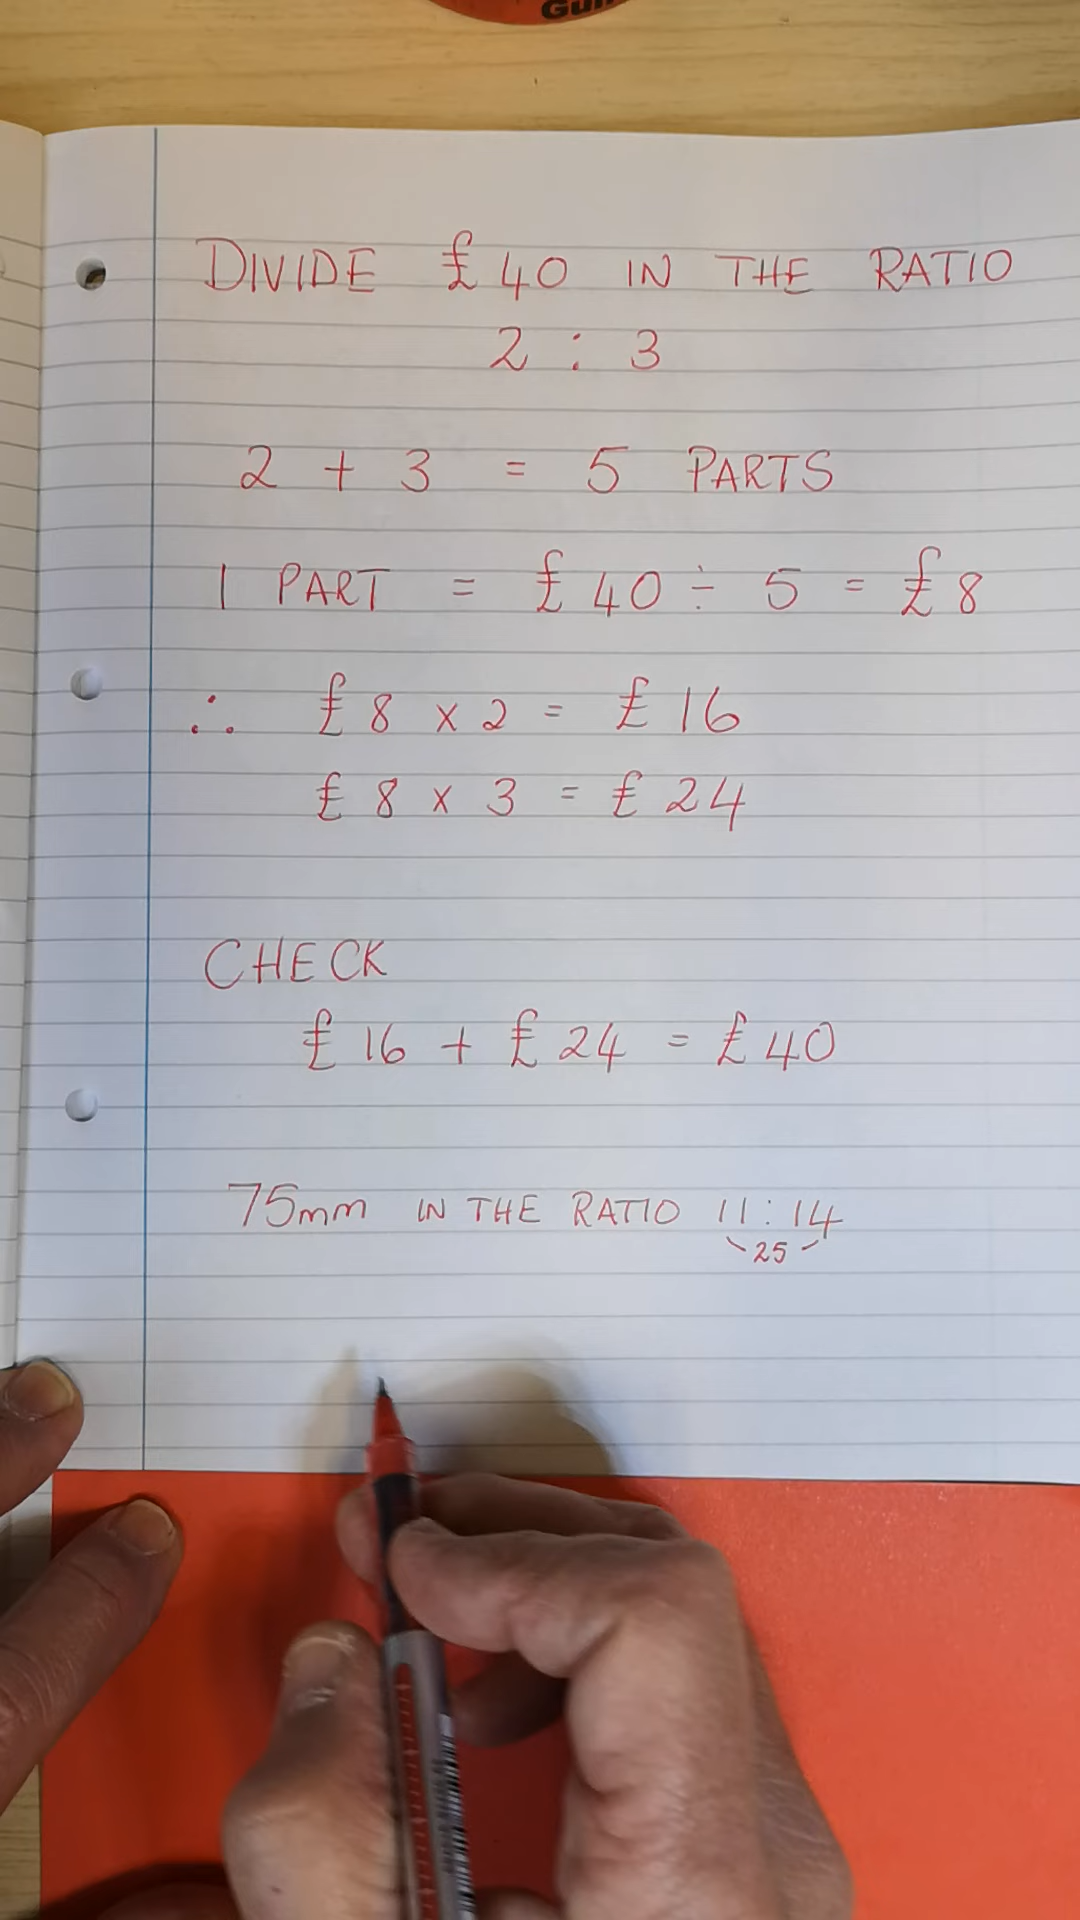 DIVIDE £40 IN THE RATIO
2 : 3
2 + 3 = 5 PARTS
1 PART = £40 ÷ 5 = £8
∴ £8 × 2 = £16
£8 × 3 = £24
CHECK
£16 + £24 = £40
75mm IN THE RATIO 11:14
25